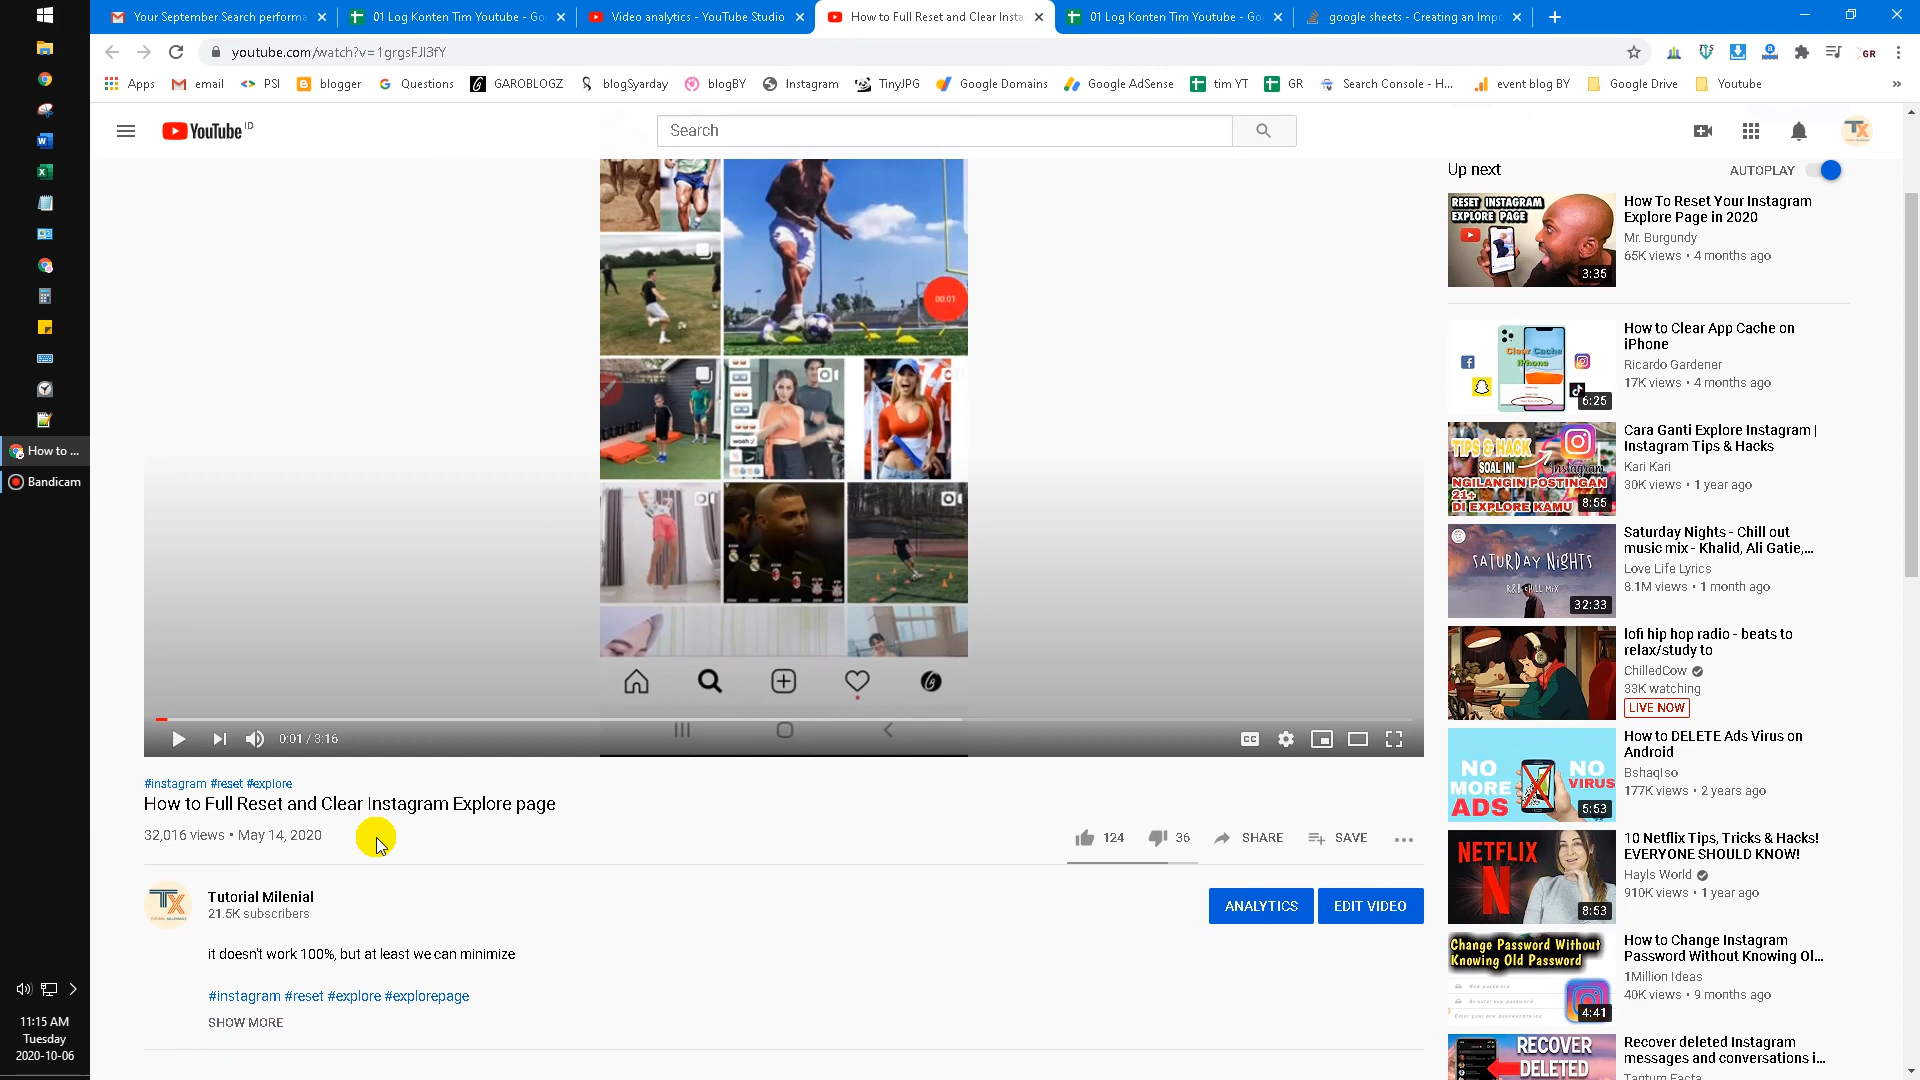 Your September Search performa
01 Log Konten Tim Youtube - Go
Video analytics - YouTube Studio
How to Full Reset and Clear Insta
01 Log Konten Tim Youtube - Go
google sheets - Creating an Impo
youtube.com/watch?v=1grgsFJI3fY
Apps
email
PSI
blogger
Questions
GAROBLOGZ
blogSyarday
blogBY
Instagram
TinyJPG
Google Domains
Google AdSense
tim YT
GR
Search Console - H...
event blog BY
Google Drive
Youtube
YouTube ID
Search
Up next
AUTOPLAY
00:01
0:01 / 3:16
#instagram #reset #explore
How to Full Reset and Clear Instagram Explore page
32,016 views • May 14, 2020
124
36
SHARE
SAVE
Tutorial Milenial
21.5K subscribers
ANALYTICS
EDIT VIDEO
it doesn't work 100%, but at least we can minimize
#instagram #reset #explore #explorepage
SHOW MORE
RESET INSTAGRAM
EXPLORE PAGE
3:35
How To Reset Your Instagram
Explore Page in 2020
Mr. Burgundy
65K views • 4 months ago
Clear Cache
iPhone
6:25
How to Clear App Cache on
iPhone
Ricardo Gardener
17K views • 4 months ago
TIPS & HACK
SOAL INI
Instagram
NGILANGIN POSTINGAN
21+
DI EXPLORE KAMU
8:55
Cara Ganti Explore Instagram |
Instagram Tips & Hacks
Kari Kari
30K views • 1 year ago
SATURDAY NIGHTS
R&B CHILL MIX
32:33
Saturday Nights - Chill out
music mix - Khalid, Ali Gatie,...
Love Life Lyrics
8.1M views • 1 month ago
lofi hip hop radio - beats to
relax/study to
ChilledCow
33K watching
LIVE NOW
NO
MORE
ADS
NO
VIRUS
5:53
How to DELETE Ads Virus on
Android
BshaqIso
177K views • 2 years ago
NETFLIX
8:53
10 Netflix Tips, Tricks & Hacks!
EVERYONE SHOULD KNOW!
Hayls World
910K views • 1 year ago
Change Password Without
Knowing Old Password
4:41
How to Change Instagram
Password Without Knowing Ol...
1Million Ideas
40K views • 9 months ago
RECOVER
DELETED
Recover deleted Instagram
messages and conversations i...
Tantum Facta
How to ...
Bandicam
11:15 AM
Tuesday
2020-10-06